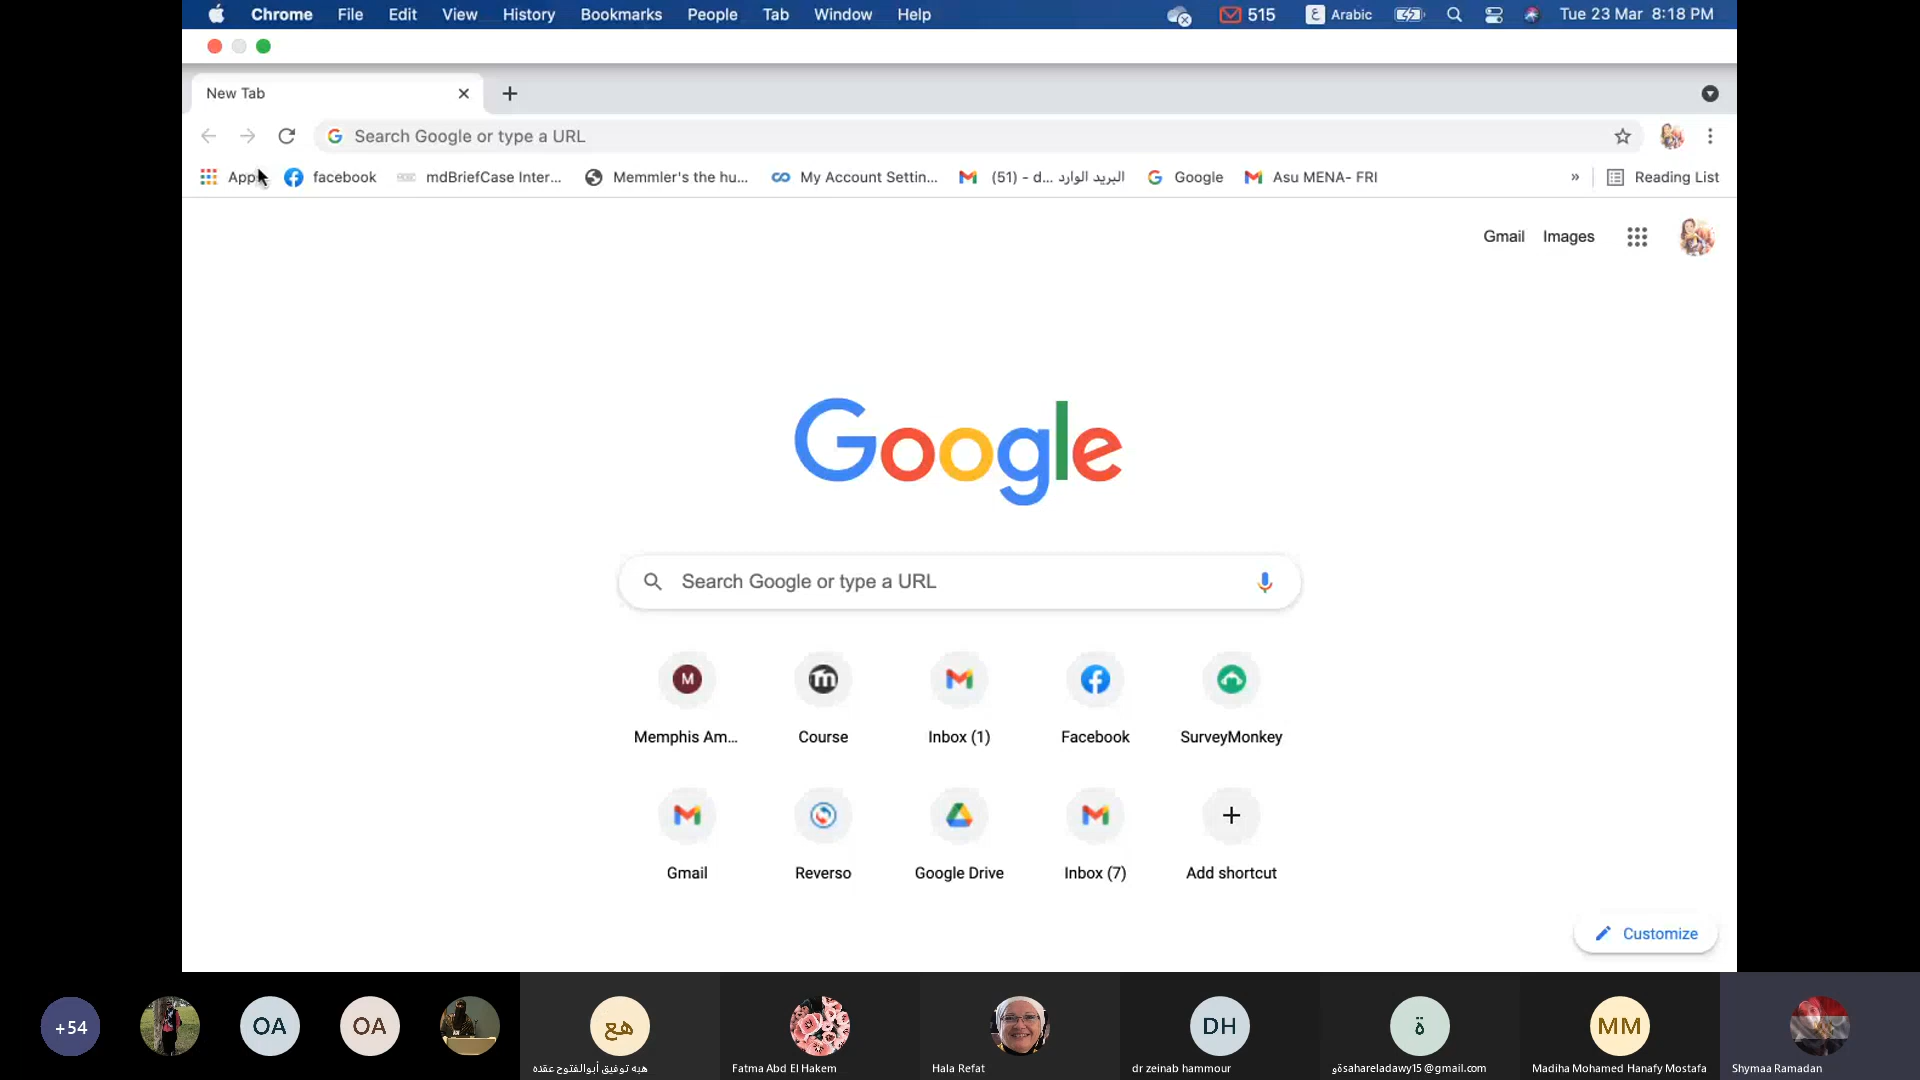 Chrome File Edit View History Bookmarks People Tab Window Help 515 ع Arabic Tue 23 Mar 8:18 PM
New Tab
Search Google or type a URL
facebook mdBriefCase Inter... Memmler's the hu... My Account Settin... (51) - d... البريد الوارد Google Asu MENA- FRI » Reading List
Gmail Images
Google
Search Google or type a URL
M
Memphis Am... Course Inbox (1) Facebook SurveyMonkey
Gmail Reverso Google Drive Inbox (7) Add shortcut
Customize
+54 OA OA هع DH ة MM
هبه توفيق أبوالفتوح عقده Fatma Abd El Hakem Hala Refat dr zeinab hammour ةوsahareladawy15@gmail.com Madiha Mohamed Hanafy Mostafa Shymaa Ramadan